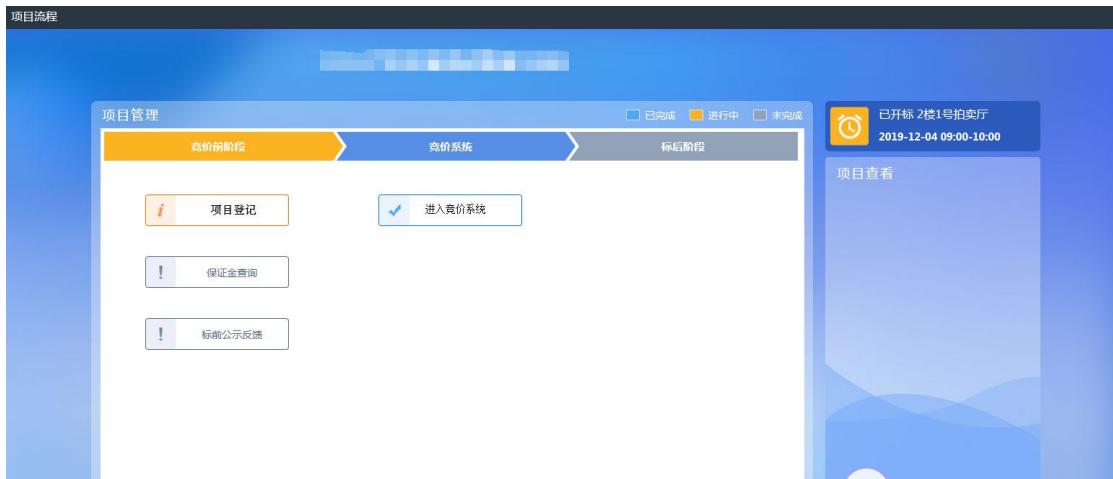 项目流程
项目管理
已完成 进行中 未完成
竞价前阶段 竞价系统 标后阶段
项目登记
进入竞价系统
保证金查询
标前公示反馈
已开标 2楼1号拍卖厅
2019-12-04 09:00-10:00
项目查看